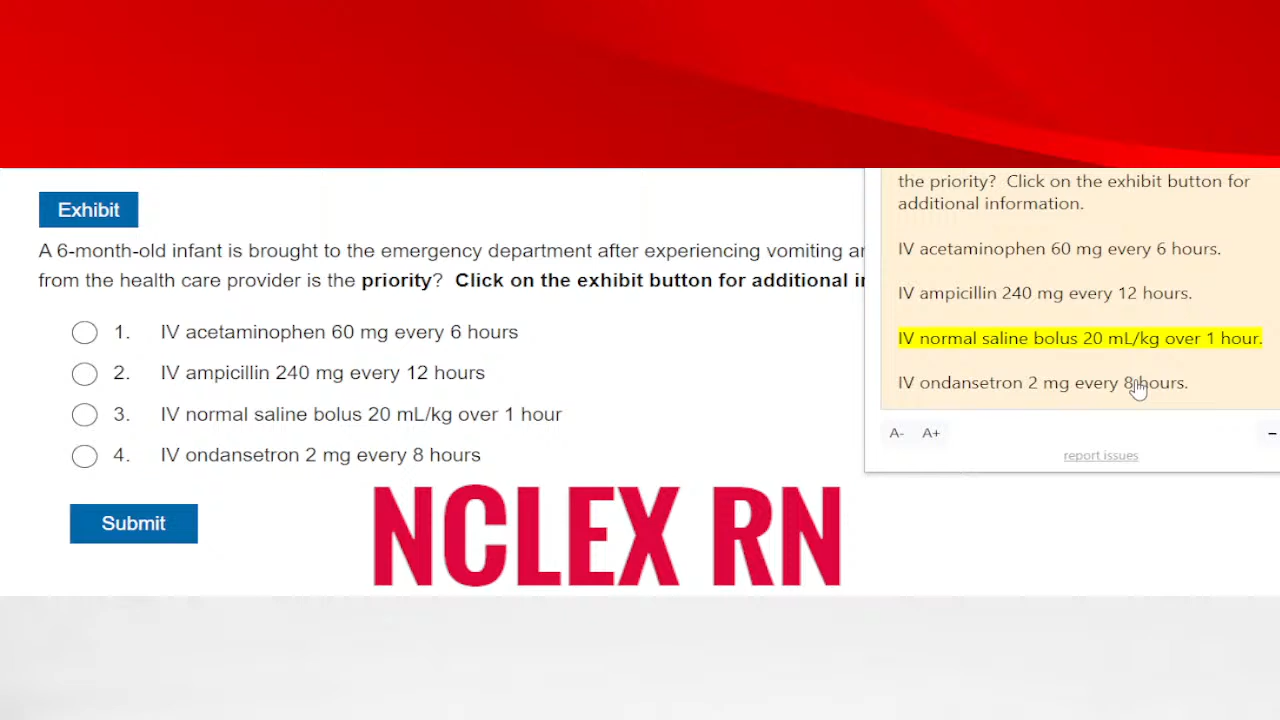 Exhibit
A 6-month-old infant is brought to the emergency department after experiencing vomiting
from the health care provider is the priority? Click on the exhibit button for additional
1. IV acetaminophen 60 mg every 6 hours
2. IV ampicillin 240 mg every 12 hours
3. IV normal saline bolus 20 mL/kg over 1 hour
4. IV ondansetron 2 mg every 8 hours
Submit
NCLEX RN
the priority? Click on the exhibit button for
additional information.
IV acetaminophen 60 mg every 6 hours.
IV ampicillin 240 mg every 12 hours.
IV normal saline bolus 20 mL/kg over 1 hour.
IV ondansetron 2 mg every 8 hours.
A- A+
report issues